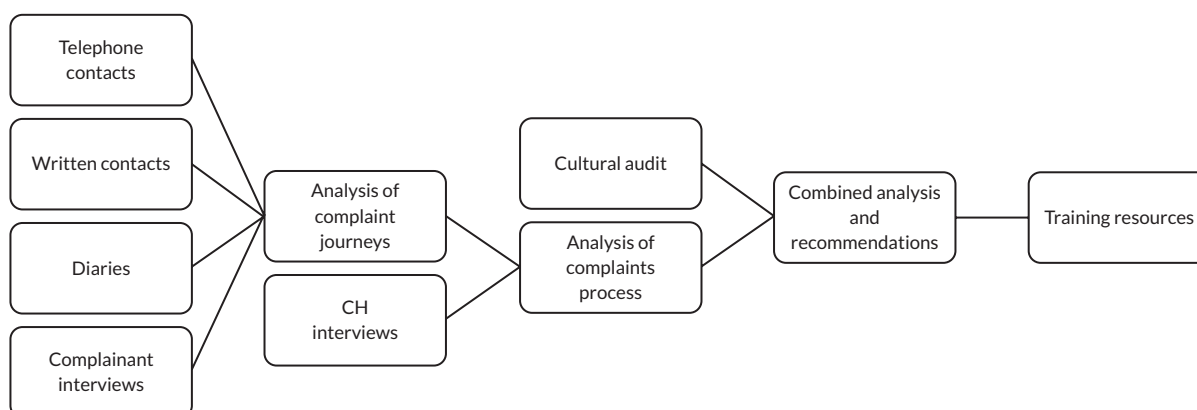 Telephone
contacts
Written contacts
Diaries
Complainant
interviews
Analysis of
complaint
journeys
CH
interviews
Cultural audit
Analysis of
complaints
process
Combined analysis
and
recommendations
Training resources